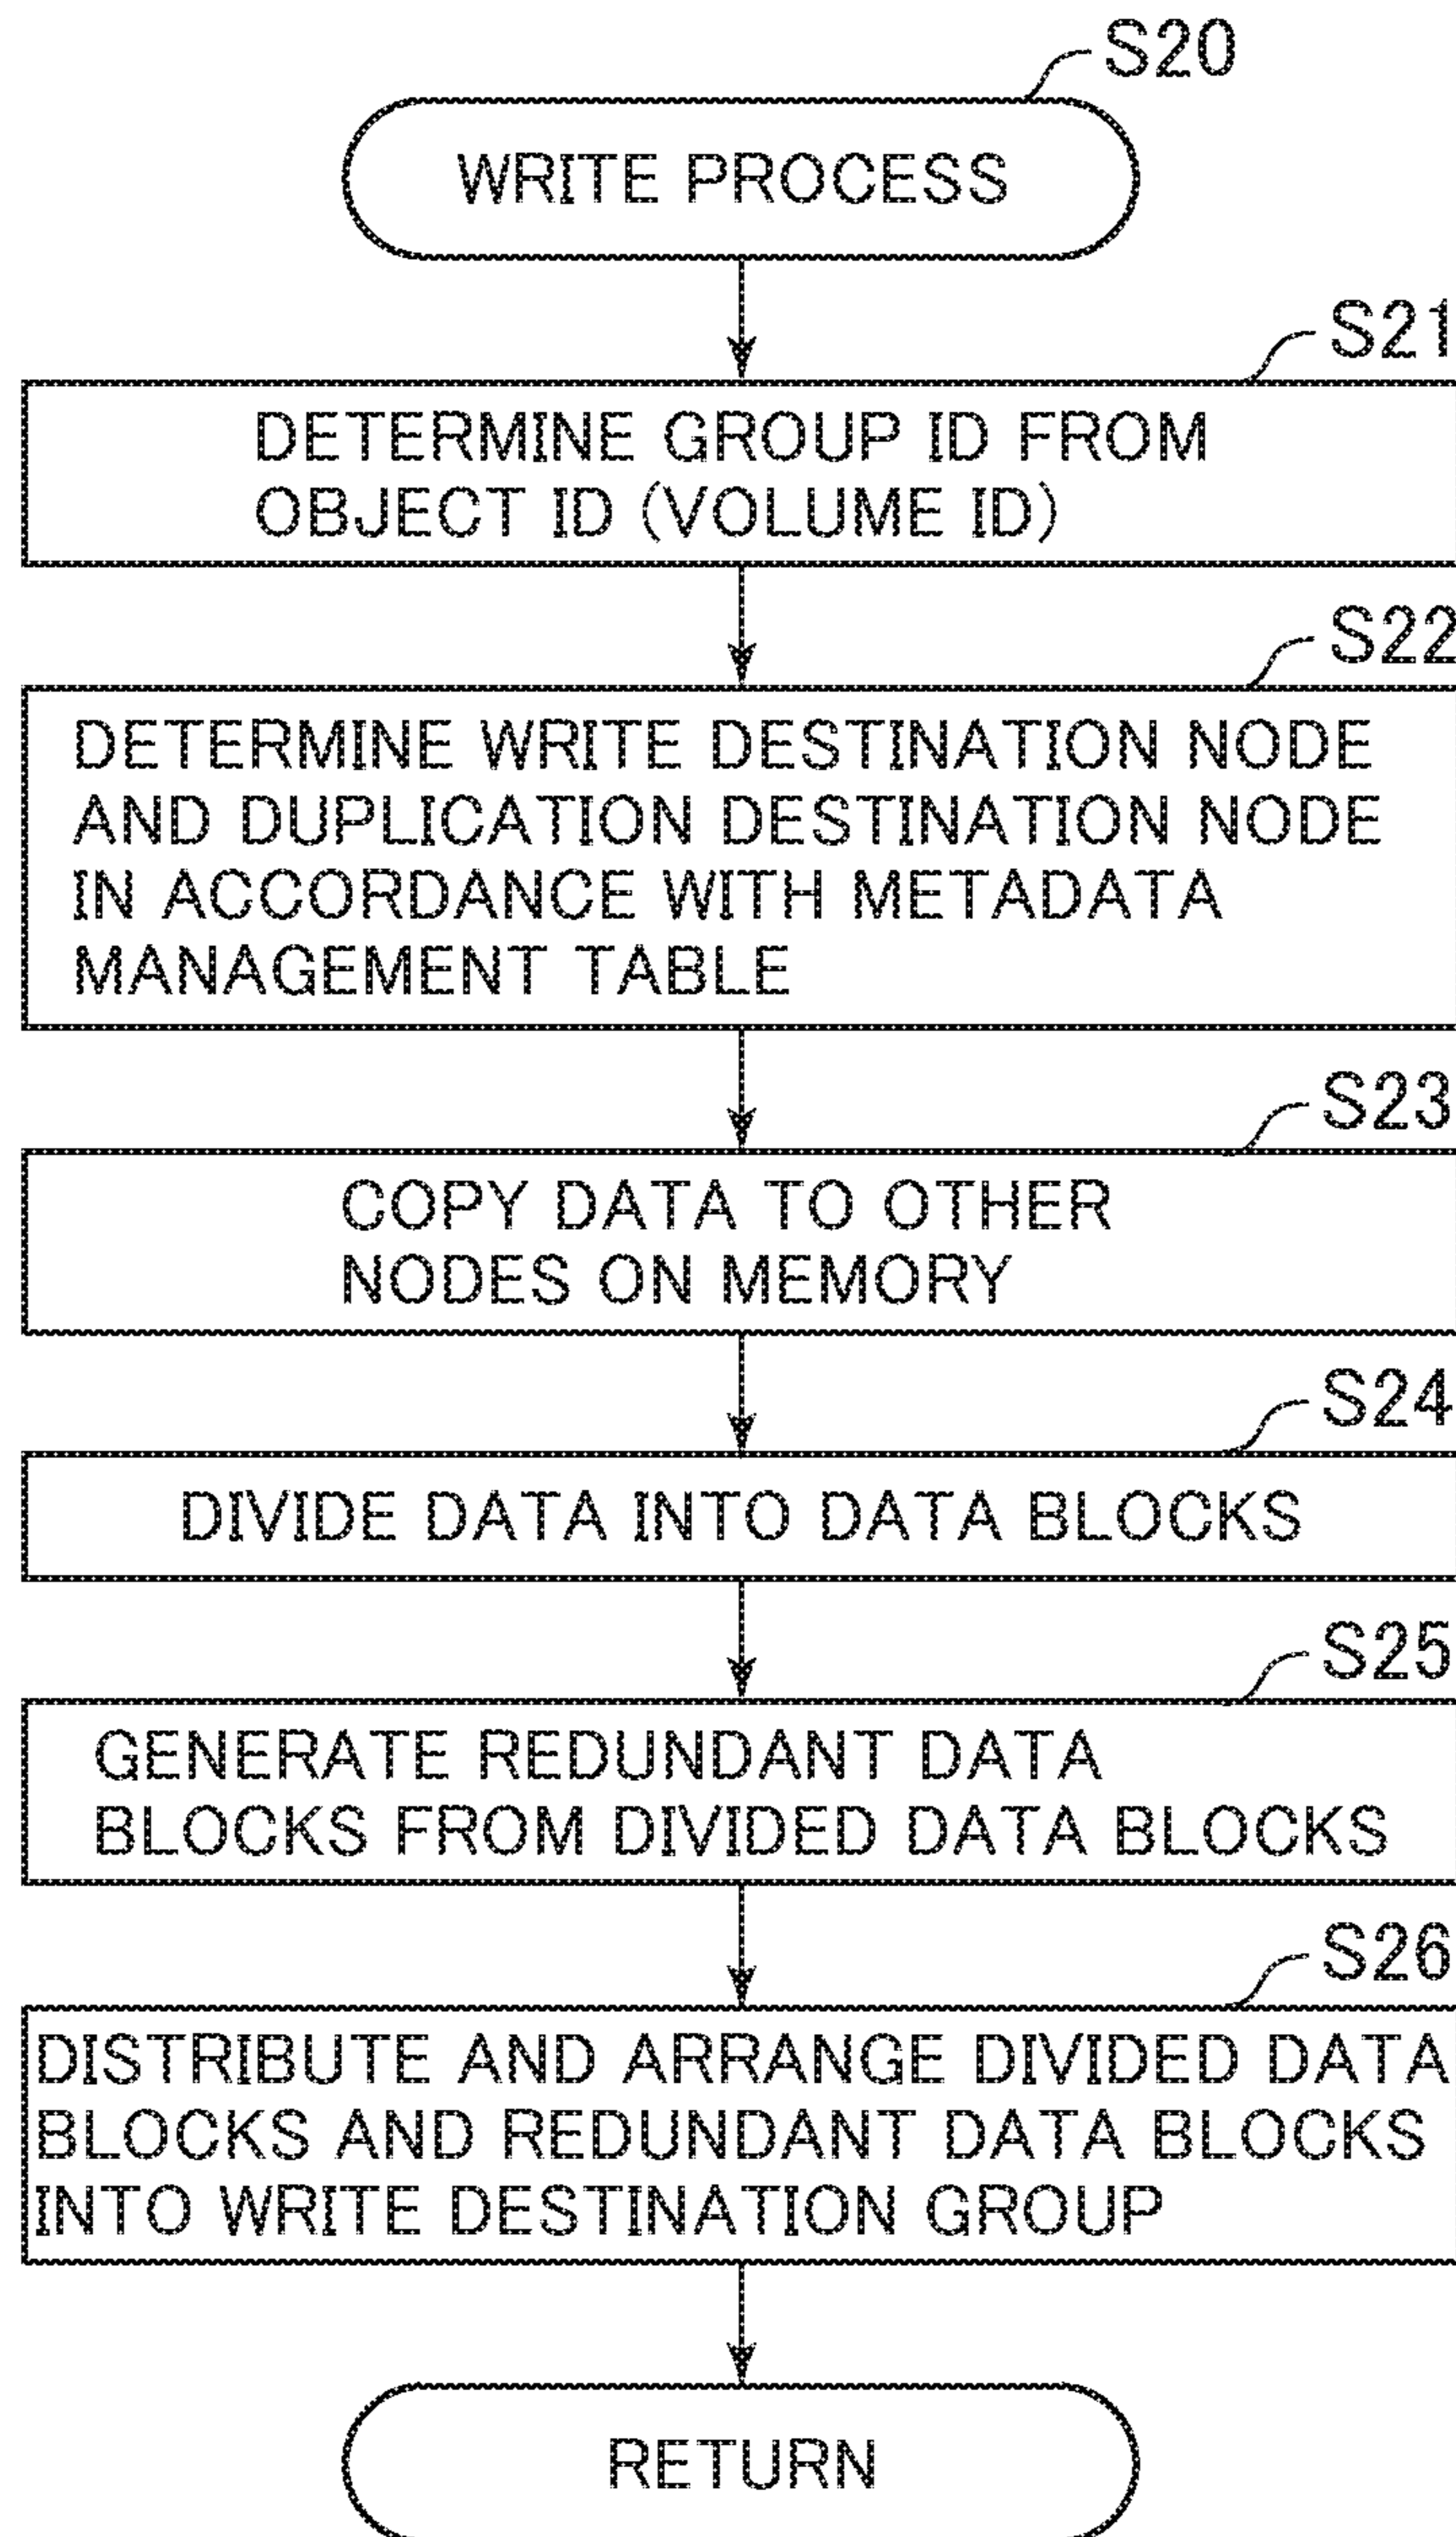 S20
WRITE PROCESS
S21
DETERMINE GROUP ID FROM
OBJECT ID (VOLUME ID)
S22
DETERMINE WRITE DESTINATION NODE
AND DUPLICATION DESTINATION NODE
IN ACCORDANCE WITH METADATA
MANAGEMENT TABLE
S23
COPY DATA TO OTHER
NODES ON MEMORY
S24
DIVIDE DATA INTO DATA BLOCKS
S25
GENERATE REDUNDANT DATA
BLOCKS FROM DIVIDED DATA BLOCKS
S26
DISTRIBUTE AND ARRANGE DIVIDED DATA
BLOCKS AND REDUNDANT DATA BLOCKS
INTO WRITE DESTINATION GROUP
RETURN